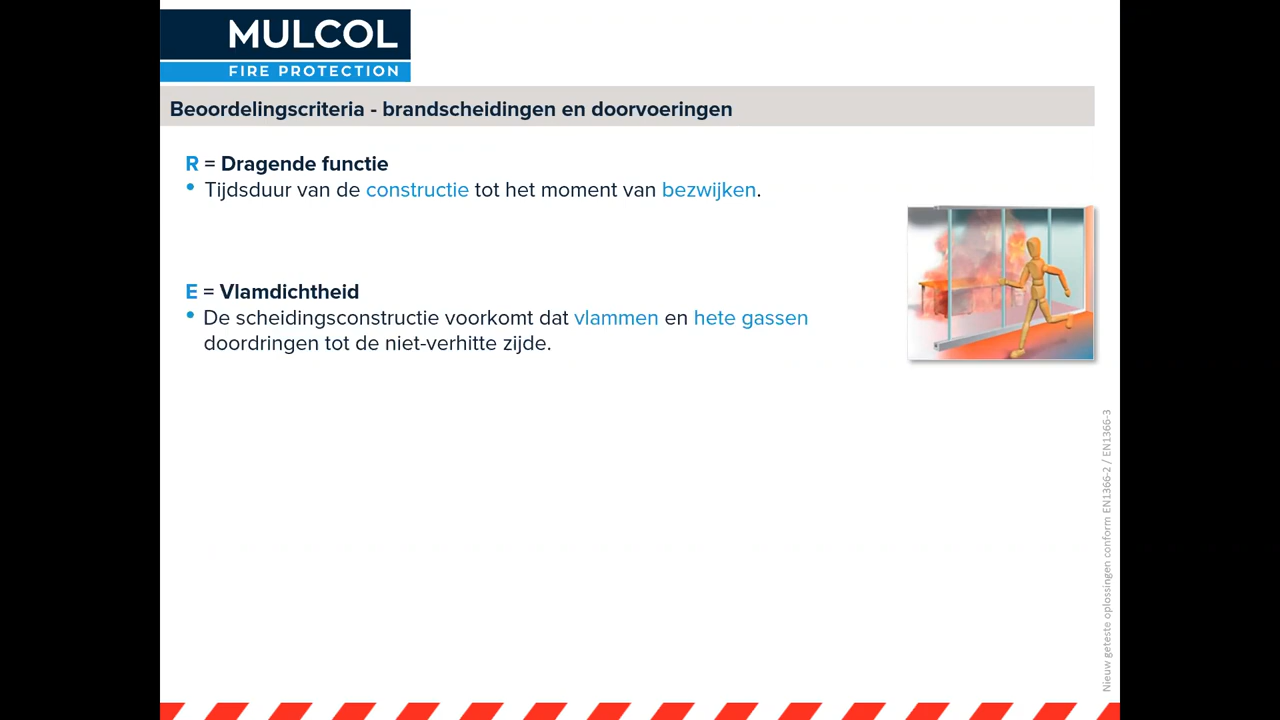 MULCOL
FIRE PROTECTION
Beoordelingscriteria - brandscheidingen en doorvoeringen
R = Dragende functie
• Tijdsduur van de constructie tot het moment van bezwijken.
E = Vlamdichtheid
• De scheidingsconstructie voorkomt dat vlammen en hete gassen
doordringen tot de niet-verhitte zijde.
Nieuw geteste oplossingen conform EN1366-2 / EN1366-3